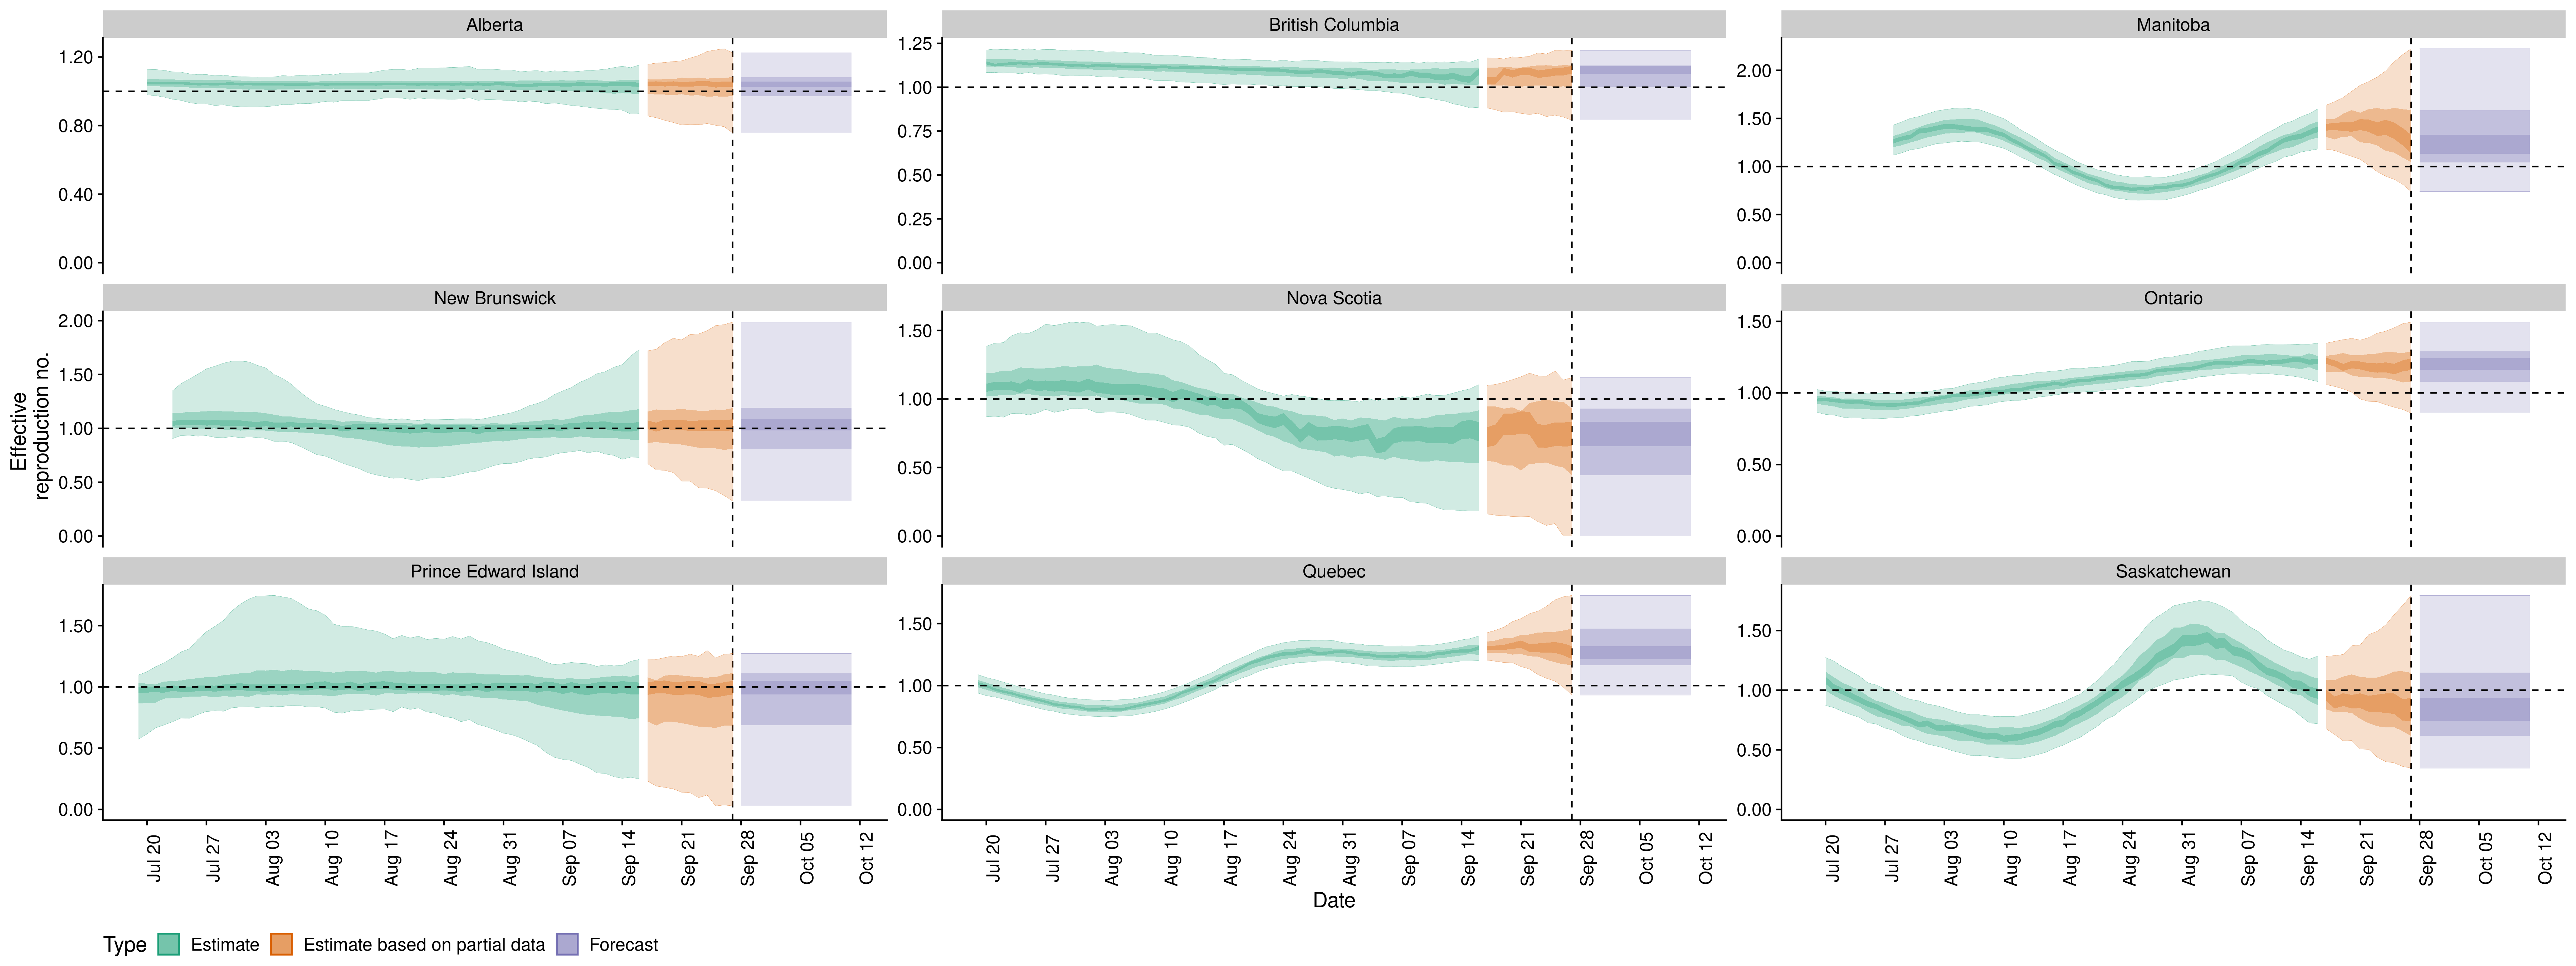 Alberta
British Columbia
Manitoba
1.20
0.80
0.40
0.00
1.25
1.00
0.75
0.50
0.25
0.00
2.00
1.50
1.00
0.50
0.00
New Brunswick
Nova Scotia
Ontario
2.00
1.50
1.00
0.50
0.00
1.50
1.00
0.50
0.00
1.50
1.00
0.50
0.00
Effective
reproduction no.
Prince Edward Island
Quebec
Saskatchewan
1.50
1.00
0.50
0.00
1.50
1.00
0.50
0.00
1.50
1.00
0.50
0.00
Jul 20
Jul 27
Aug 03
Aug 10
Aug 17
Aug 24
Aug 31
Sep 07
Sep 14
Sep 21
Sep 28
Oct 05
Oct 12
Jul 20
Jul 27
Aug 03
Aug 10
Aug 17
Aug 24
Aug 31
Sep 07
Sep 14
Sep 21
Sep 28
Oct 05
Oct 12
Jul 20
Jul 27
Aug 03
Aug 10
Aug 17
Aug 24
Aug 31
Sep 07
Sep 14
Sep 21
Sep 28
Oct 05
Oct 12
Date
Type Estimate Estimate based on partial data Forecast